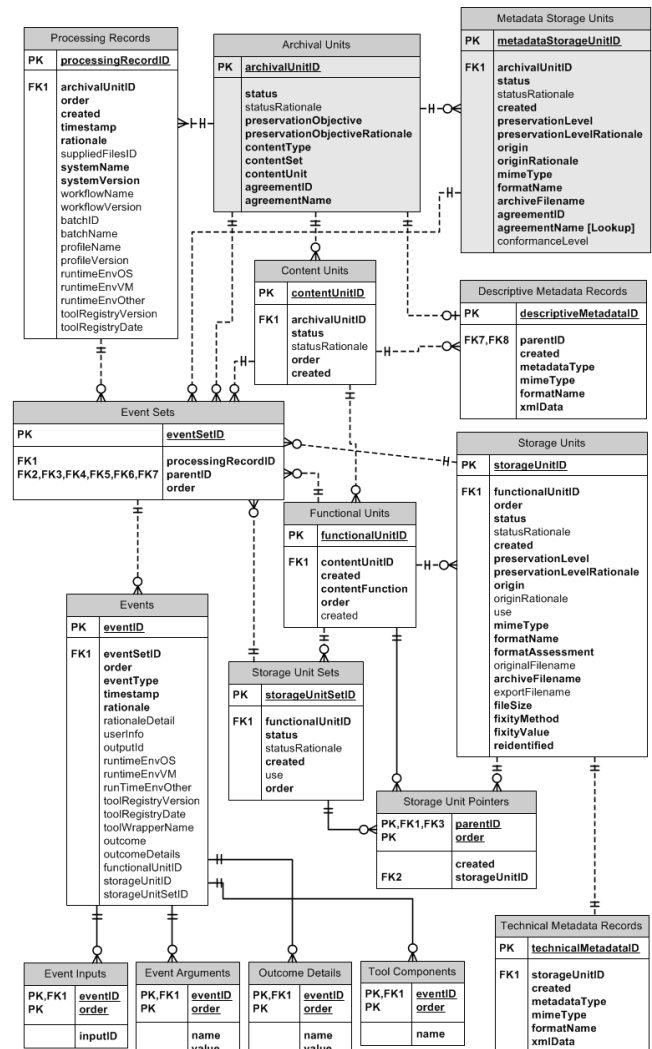 Processing Records
PK processingRecordID
FK1 archivalUnitID
order
created
timestamp
rationale
suppliedFilesID
systemName
systemVersion
workflowName
workflowVersion
batchID
batchName
profileName
profileVersion
runtimeEnvOS
runtimeEnvVM
runtimeEnvOther
toolRegistryVersion
toolRegistryDate
Archival Units
PK archivalUnitID
status
statusRationale
preservationObjective
preservationObjectiveRationale
contentType
contentSet
contentUnit
agreementID
agreementName
Metadata Storage Units
PK metadataStorageUnitID
FK1 archivalUnitID
status
statusRationale
created
preservationLevel
preservationLevelRationale
origin
originRationale
mimeType
formatName
archiveFilename
agreementID
agreementName [Lookup]
conformanceLevel
Content Units
PK contentUnitID
FK1 archivalUnitID
status
statusRationale
order
created
Descriptive Metadata Records
PK descriptiveMetadataID
FK7,FK8 parentID
created
metadataType
mimeType
formatName
xmlData
Event Sets
PK eventSetID
FK1 processingRecordID
FK2,FK3,FK4,FK5,FK6,FK7 parentID
order
Functional Units
PK functionalUnitID
FK1 contentUnitID
created
contentFunction
order
created
Storage Units
PK storageUnitID
FK1 functionalUnitID
order
status
statusRationale
created
preservationLevel
preservationLevelRationale
origin
originRationale
use
mimeType
formatName
formatAssessment
originalFilename
archiveFilename
exportFilename
fileSize
fixityMethod
fixityValue
reidentified
Events
PK eventID
FK1 eventSetID
order
eventType
timestamp
rationale
rationaleDetail
userInfo
outputId
runtimeEnvOS
runtimeEnvVM
runTimeEnvOther
toolRegistryVersion
toolRegistryDate
toolWrapperName
outcome
outcomeDetails
functionalUnitID
storageUnitID
storageUnitSetID
Storage Unit Sets
PK storageUnitSetID
FK1 functionalUnitID
status
statusRationale
created
use
order
Storage Unit Pointers
PK,FK1,FK3 parentID
PK order
created
FK2 storageUnitID
Technical Metadata Records
PK technicalMetadataID
FK1 storageUnitID
created
metadataType
mimeType
formatName
xmlData
Event Inputs
PK,FK1 eventID
PK order
inputID
Event Arguments
PK,FK1 eventID
PK order
name
value
Outcome Details
PK,FK1 eventID
PK order
name
value
Tool Components
PK,FK1 eventID
PK order
name